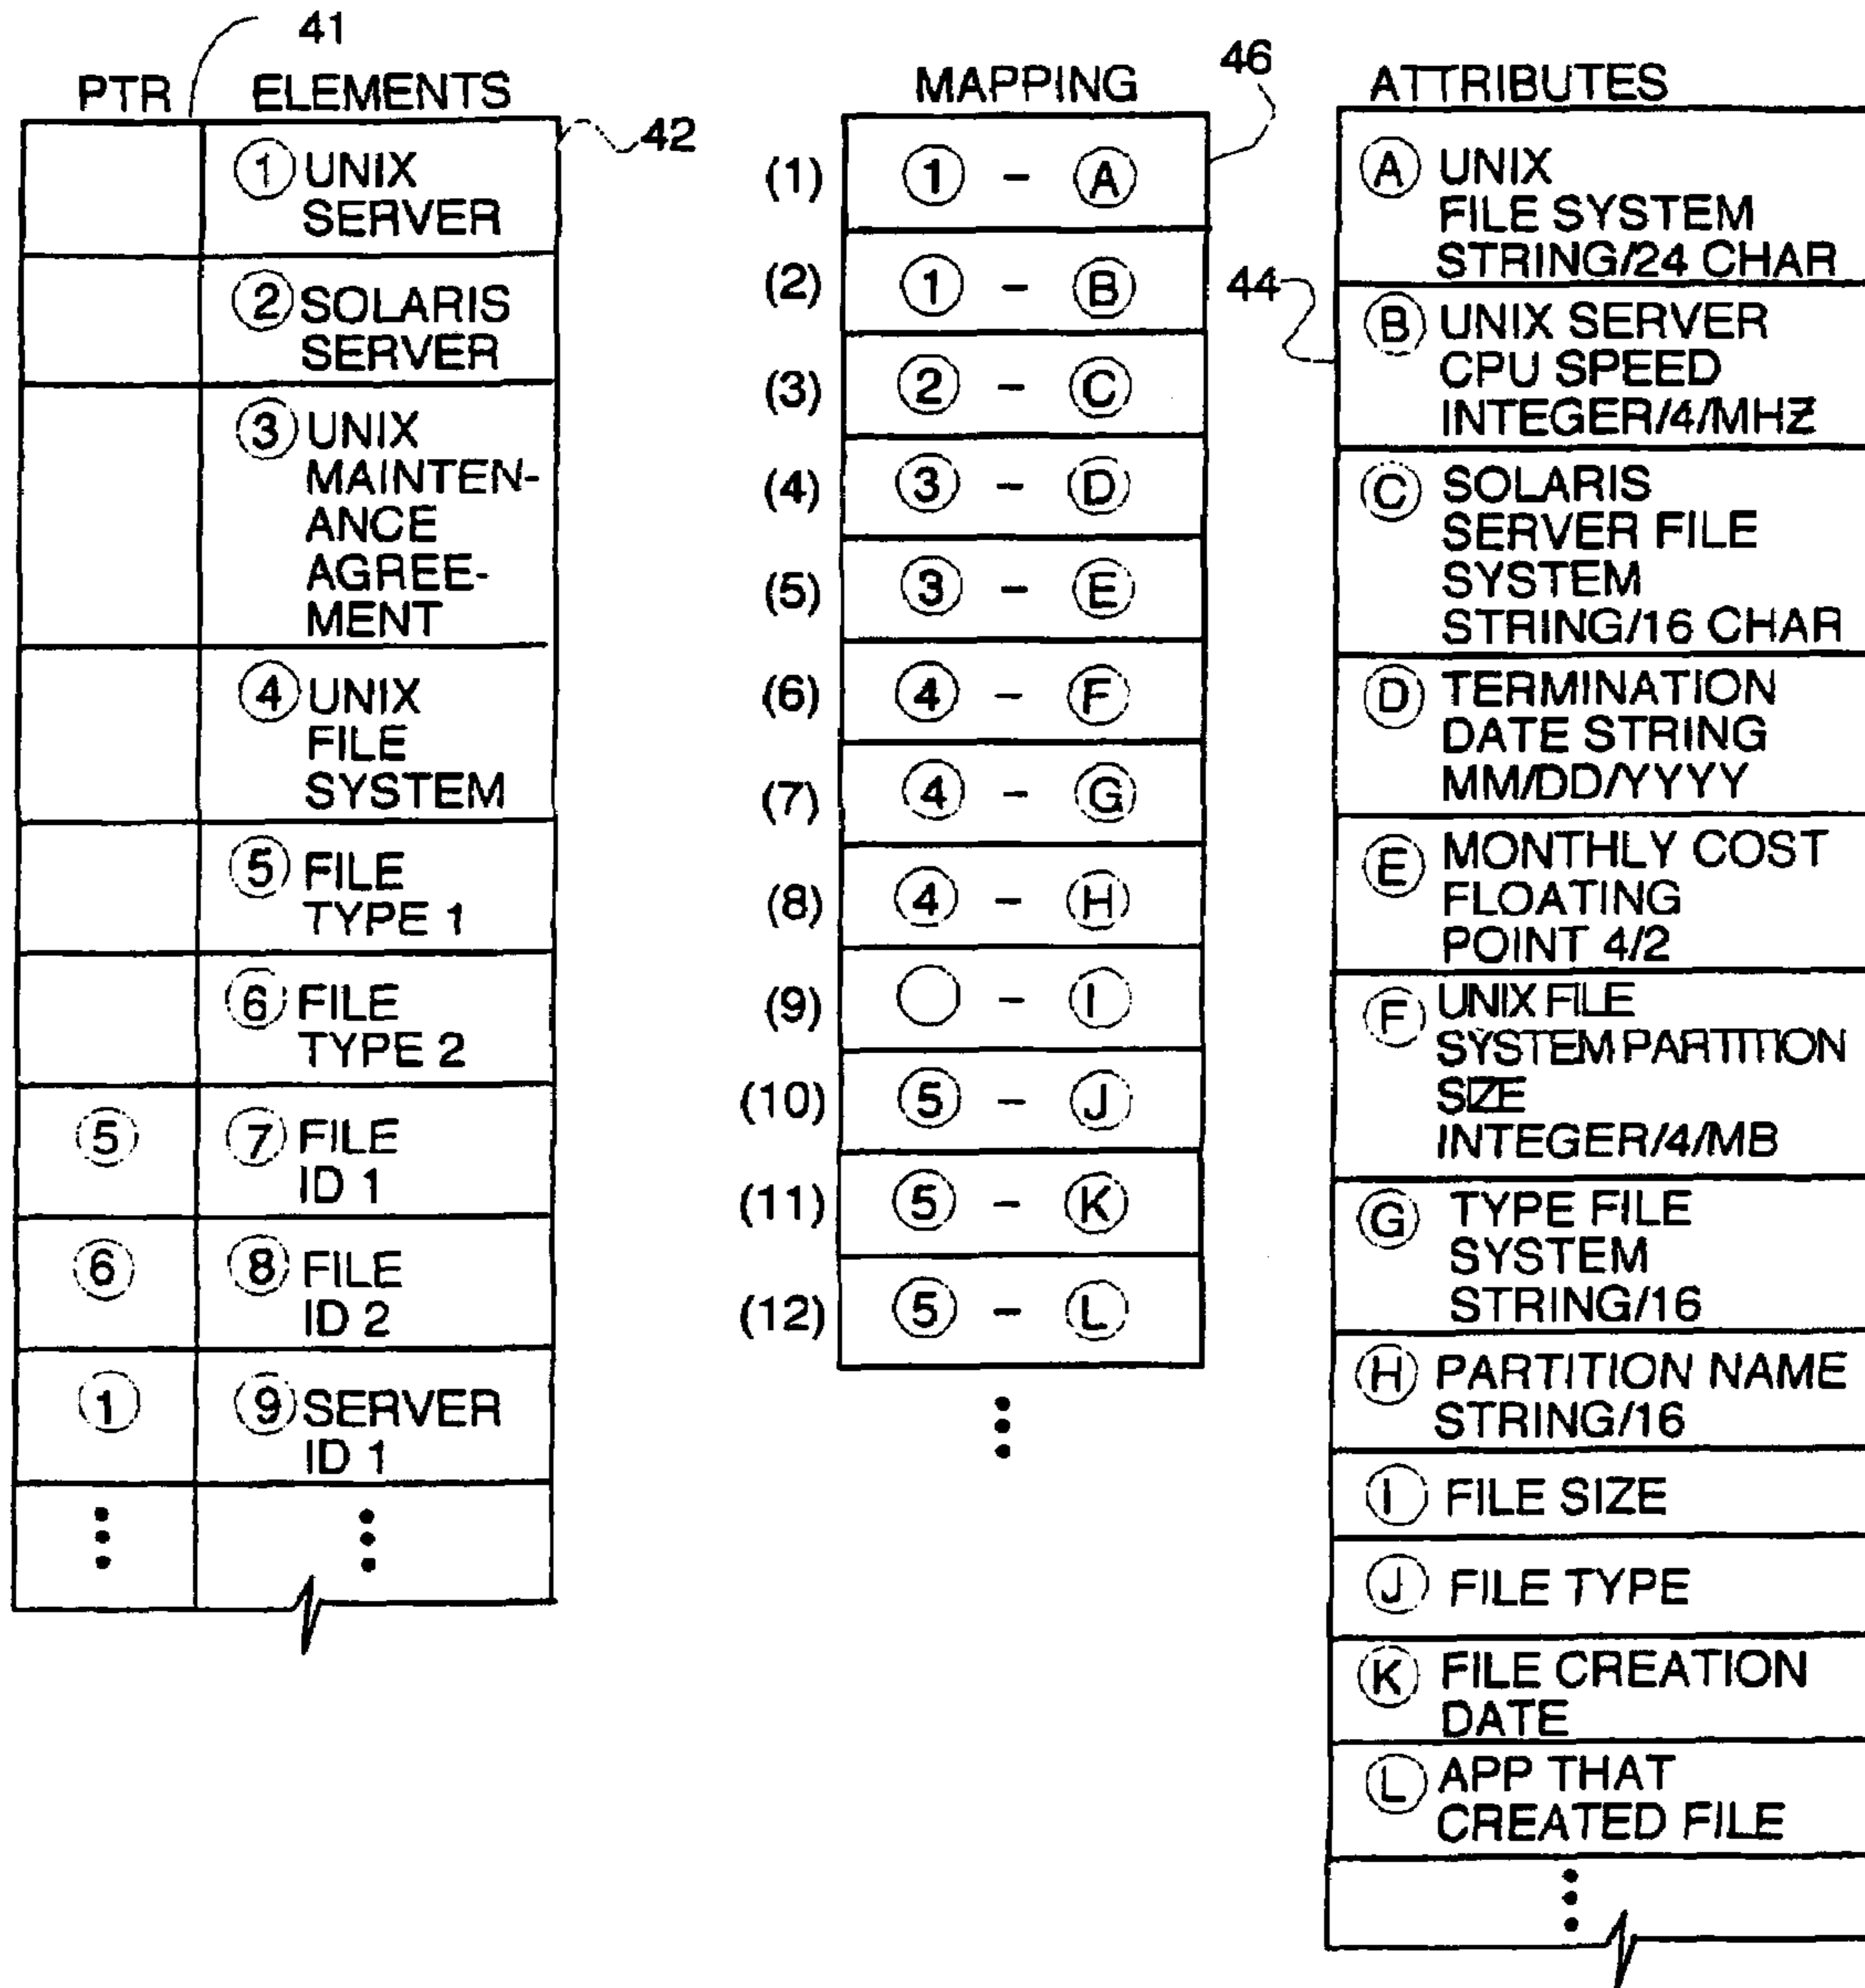 41
PTR ELEMENTS
42
① UNIX
SERVER
② SOLARIS
SERVER
③ UNIX
MAINTEN-
ANCE
AGREE-
MENT
④ UNIX
FILE
SYSTEM
⑤ FILE
TYPE 1
⑥ FILE
TYPE 2
⑤ ⑦ FILE
ID 1
⑥ ⑧ FILE
ID 2
① ⑨ SERVER
ID 1
MAPPING
46
(1) ① - Ⓐ
(2) ① - Ⓑ
(3) ② - Ⓒ
(4) ③ - Ⓓ
(5) ③ - Ⓔ
(6) ④ - Ⓕ
(7) ④ - Ⓖ
(8) ④ - Ⓗ
(9) ◯ - Ⓘ
(10) ⑤ - Ⓙ
(11) ⑤ - Ⓚ
(12) ⑤ - Ⓛ
ATTRIBUTES
44
Ⓐ UNIX
FILE SYSTEM
STRING/24 CHAR
Ⓑ UNIX SERVER
CPU SPEED
INTEGER/4/MHZ
Ⓒ SOLARIS
SERVER FILE
SYSTEM
STRING/16 CHAR
Ⓓ TERMINATION
DATE STRING
MM/DD/YYYY
Ⓔ MONTHLY COST
FLOATING
POINT 4/2
Ⓕ UNIX FILE
SYSTEM PARTITION
SIZE
INTEGER/4/MB
Ⓖ TYPE FILE
SYSTEM
STRING/16
Ⓗ PARTITION NAME
STRING/16
Ⓘ FILE SIZE
Ⓙ FILE TYPE
Ⓚ FILE CREATION
DATE
Ⓛ APP THAT
CREATED FILE